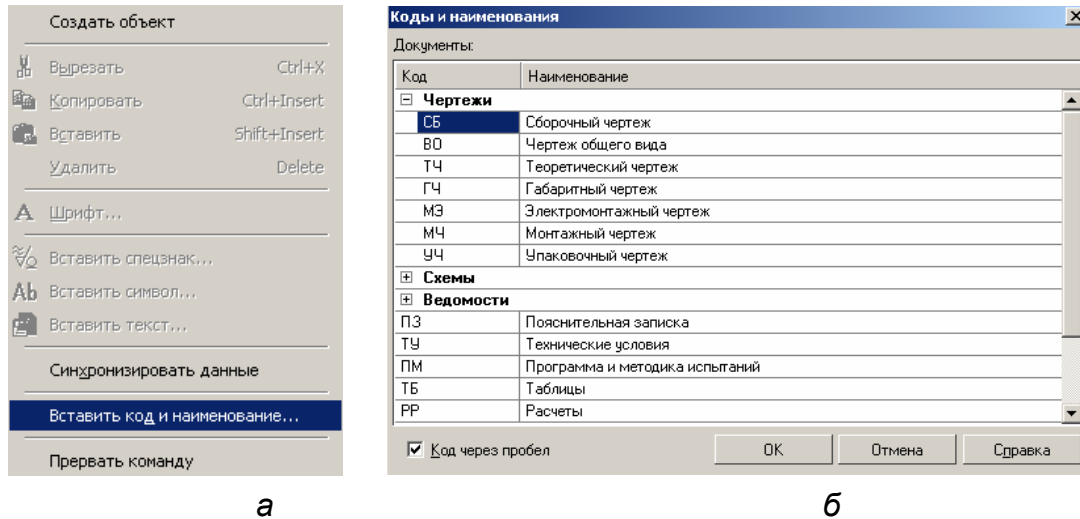 Создать объект
Вырезать Ctrl+X
Копировать Ctrl+Insert
Вставить Shift+Insert
Удалить Delete
Шрифт...
Вставить спецзнак...
Вставить символ...
Вставить текст...
Синхронизировать данные
Вставить код и наименование...
Прервать команду
а
Коды и наименования
Документы:
Код Наименование
Чертежи
СБ Сборочный чертеж
ВО Чертеж общего вида
ТЧ Теоретический чертеж
ГЧ Габаритный чертеж
МЭ Электромонтажный чертеж
МЧ Монтажный чертеж
УЧ Упаковочный чертеж
Схемы
Ведомости
ПЗ Пояснительная записка
ТУ Технические условия
ПМ Программа и методика испытаний
ТБ Таблицы
РР Расчеты
Код через пробел OK Отмена Справка
б